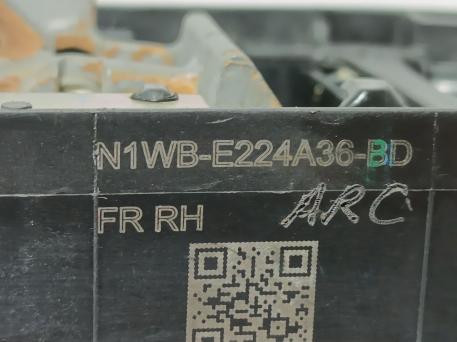 N1WB-E224A36-BD
FR RH ARC